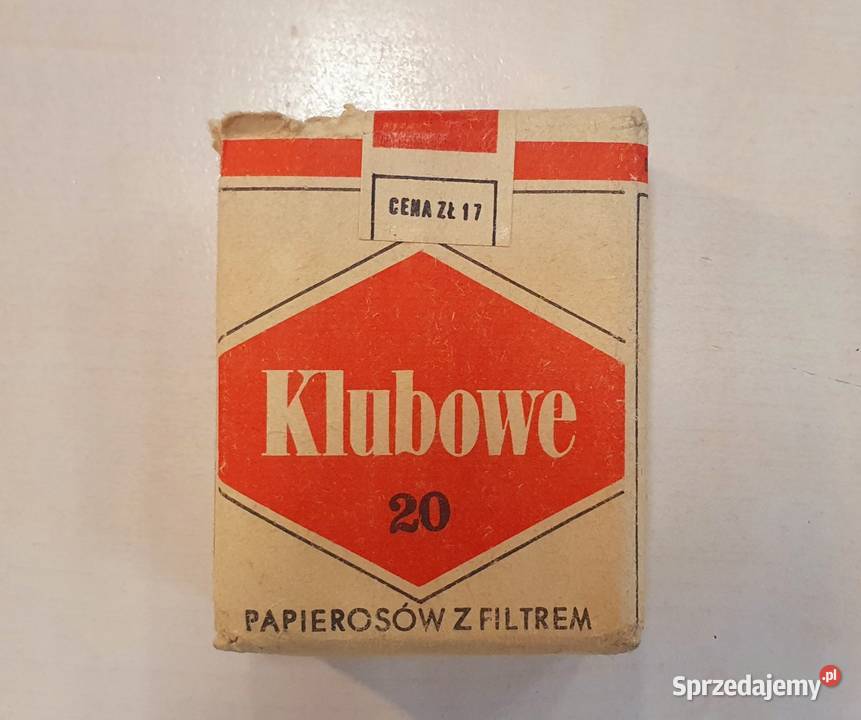 CENA ZŁ 17
Klubowe
20
PAPIEROSÓW Z FILTREM
Sprzedajemy.pl